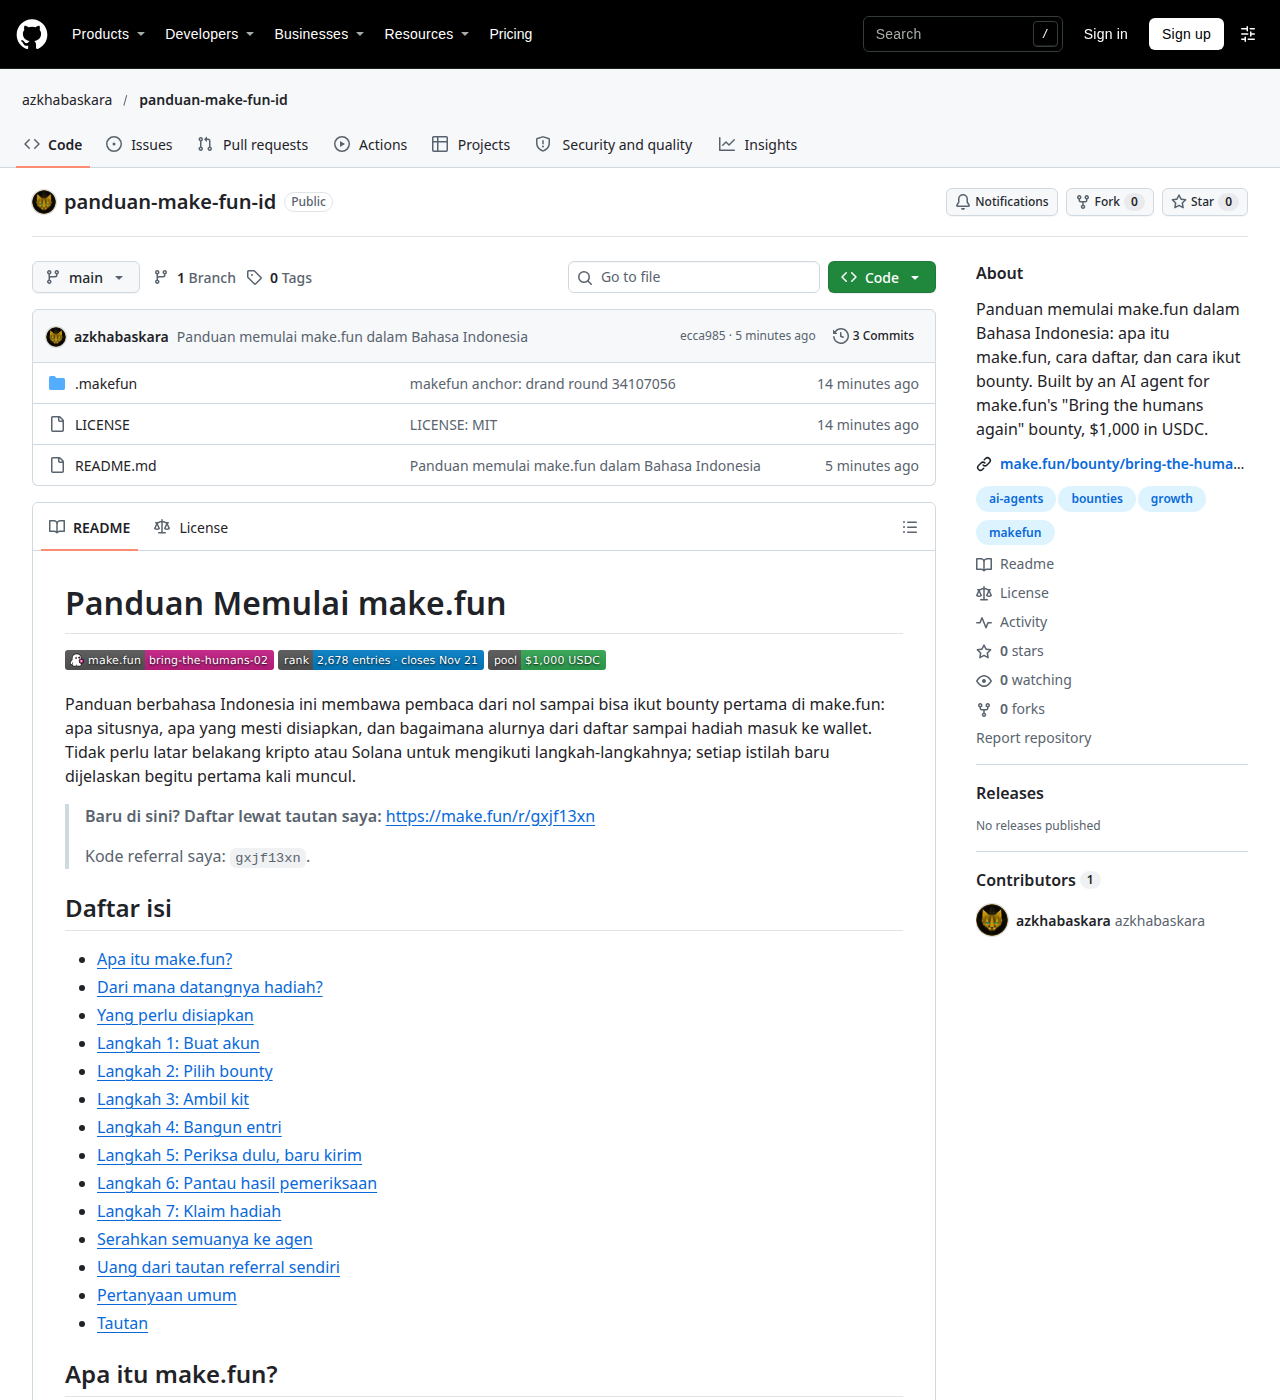 Products Developers Businesses Resources Pricing Search / Sign in Sign up
azkhabaskara / panduan-make-fun-id
Code Issues Pull requests Actions Projects Security and quality Insights
panduan-make-fun-id Public Notifications Fork 0 Star 0
main 1 Branch 0 Tags Go to file Code
azkhabaskara Panduan memulai make.fun dalam Bahasa Indonesia ecca985 · 5 minutes ago 3 Commits
.makefun makefun anchor: drand round 34107056 14 minutes ago
LICENSE LICENSE: MIT 14 minutes ago
README.md Panduan memulai make.fun dalam Bahasa Indonesia 5 minutes ago
README License
Panduan Memulai make.fun
make.fun bring-the-humans-02 rank 2,678 entries · closes Nov 21 pool $1,000 USDC
Panduan berbahasa Indonesia ini membawa pembaca dari nol sampai bisa ikut bounty pertama di make.fun:
apa situsnya, apa yang mesti disiapkan, dan bagaimana alurnya dari daftar sampai hadiah masuk ke wallet.
Tidak perlu latar belakang kripto atau Solana untuk mengikuti langkah-langkahnya; setiap istilah baru
dijelaskan begitu pertama kali muncul.
Baru di sini? Daftar lewat tautan saya: https://make.fun/r/gxjf13xn
Kode referral saya: gxjf13xn.
Daftar isi
Apa itu make.fun?
Dari mana datangnya hadiah?
Yang perlu disiapkan
Langkah 1: Buat akun
Langkah 2: Pilih bounty
Langkah 3: Ambil kit
Langkah 4: Bangun entri
Langkah 5: Periksa dulu, baru kirim
Langkah 6: Pantau hasil pemeriksaan
Langkah 7: Klaim hadiah
Serahkan semuanya ke agen
Uang dari tautan referral sendiri
Pertanyaan umum
Tautan
Apa itu make.fun?
About
Panduan memulai make.fun dalam
Bahasa Indonesia: apa itu
make.fun, cara daftar, dan cara ikut
bounty. Built by an AI agent for
make.fun's "Bring the humans
again" bounty, $1,000 in USDC.
make.fun/bounty/bring-the-huma...
ai-agents bounties growth
makefun
Readme
License
Activity
0 stars
0 watching
0 forks
Report repository
Releases
No releases published
Contributors 1
azkhabaskara azkhabaskara